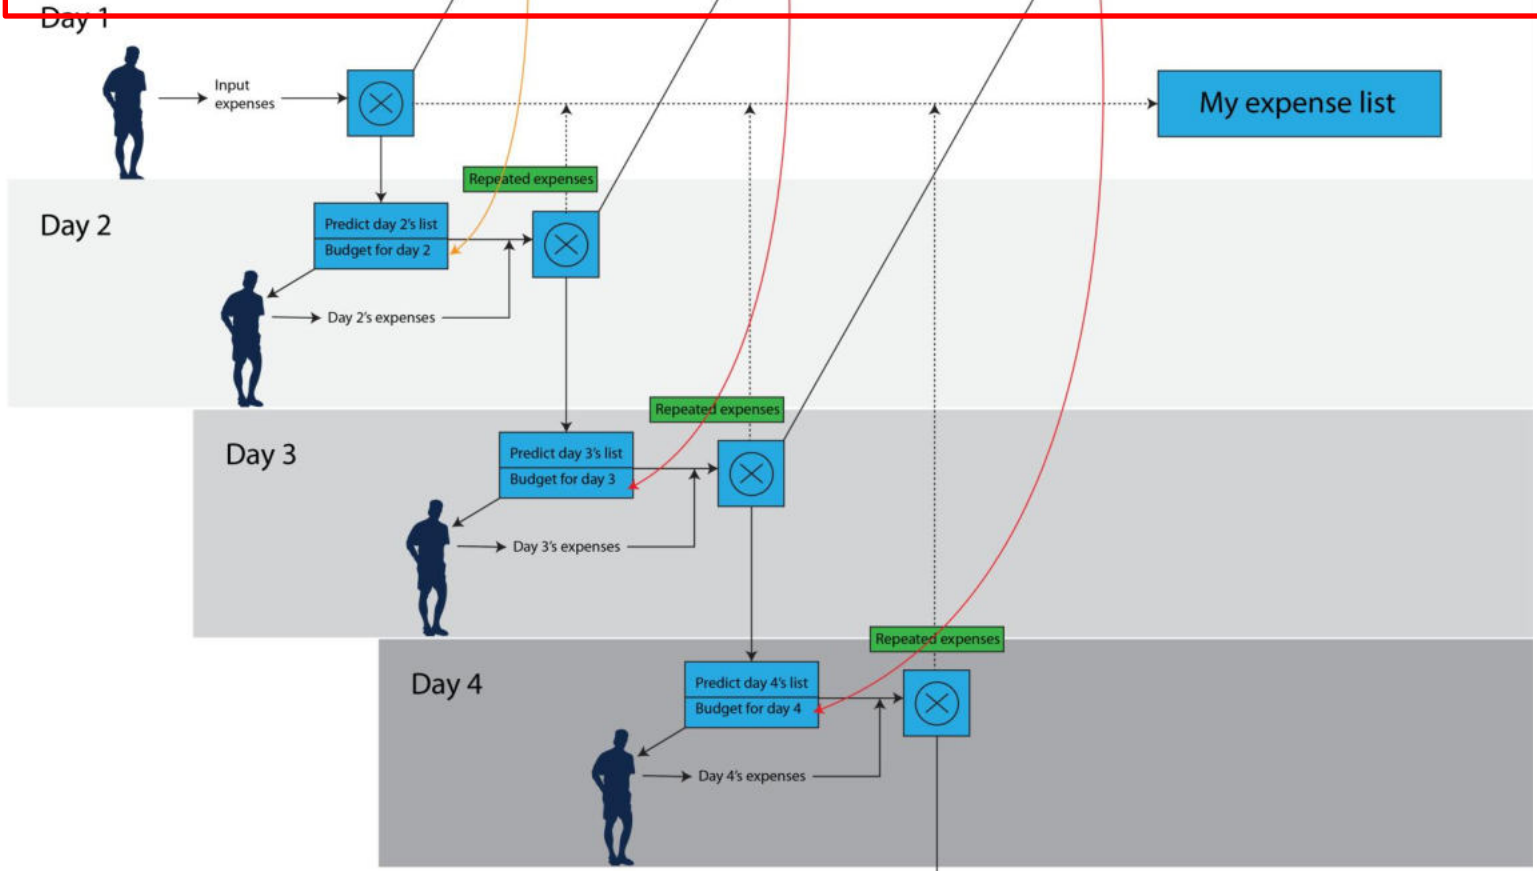 Day 1
Input
expenses
My expense list
Repeated expenses
Day 2
Predict day 2's list
Budget for day 2
Day 2's expenses
Repeated expenses
Day 3
Predict day 3's list
Budget for day 3
Day 3's expenses
Repeated expenses
Day 4
Predict day 4's list
Budget for day 4
Day 4's expenses